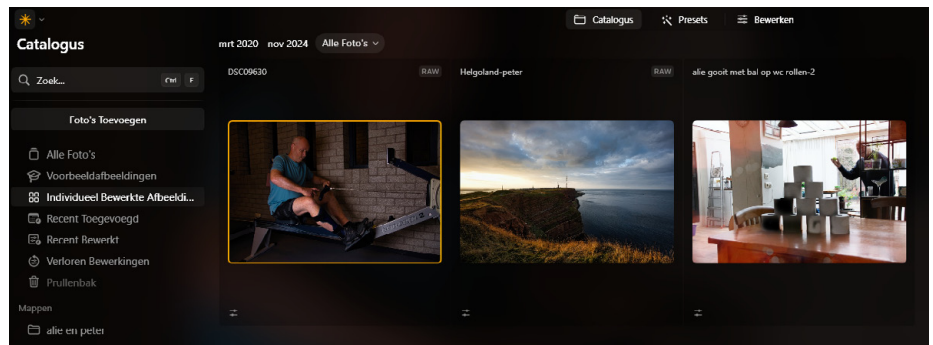 Catalogus Presets Bewerken
Catalogus
mrt 2020 nov 2024 Alle Foto's
Zoek... Ctrl F
DSC09630 RAW
Helgoland-peter RAW
alie gooit met bal op wc rollen-2
Foto's Toevoegen
Alle Foto's
Voorbeeldafbeeldingen
Individueel Bewerkte Afbeeldi...
Recent Toegevoegd
Recent Bewerkt
Verloren Bewerkingen
Prullenbak
Mappen
alie en peter